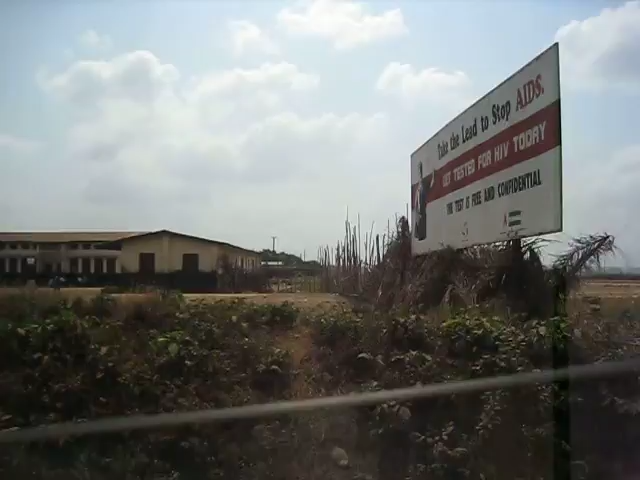 Take the Lead to Stop AIDS.
GET TESTED FOR HIV TODAY
THE TEST IS FREE AND CONFIDENTIAL